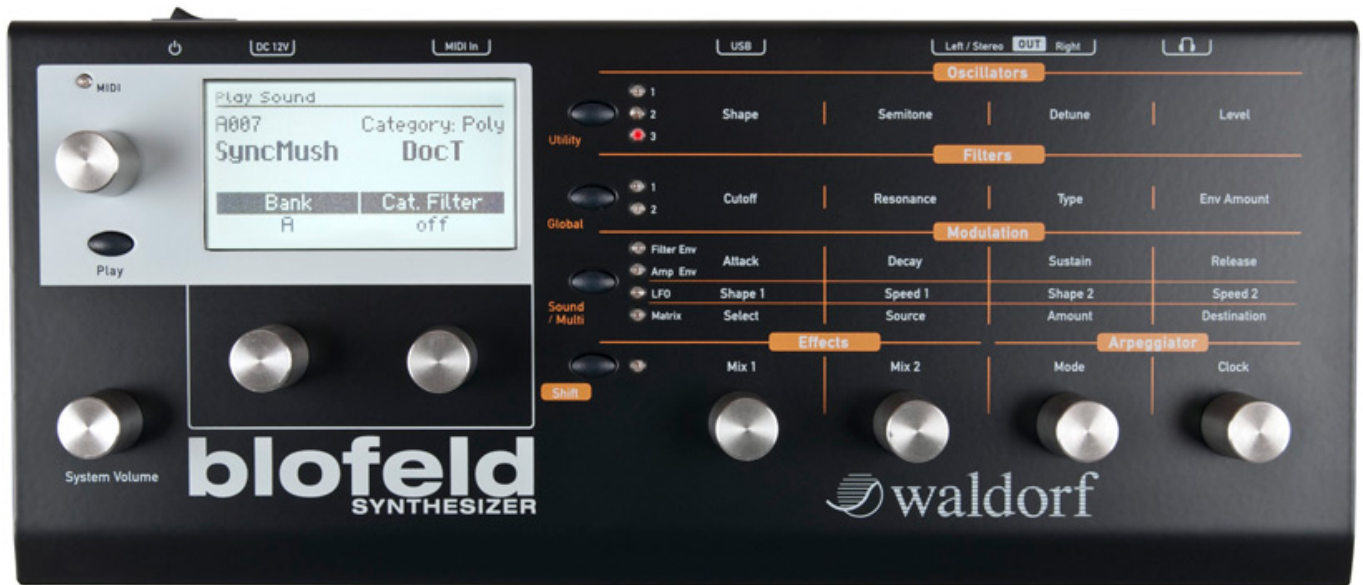 DC 12V
MIDI In
USB
Left / Stereo OUT Right
MIDI
Play Sound
A007 Category: Poly
SyncMush DocT
Bank Cat. Filter
A off
Play
System Volume
blofeld
SYNTHESIZER
Oscillators
1
2
3
Utility
Shape Semitone Detune Level
Filters
1
2
Global
Cutoff Resonance Type Env Amount
Modulation
Filter Env
Attack Decay Sustain Release
Amp Env
LFO Shape 1 Speed 1 Shape 2 Speed 2
Sound
/ Multi
Matrix Select Source Amount Destination
Effects Arpeggiator
Mix 1 Mix 2 Mode Clock
Shift
waldorf